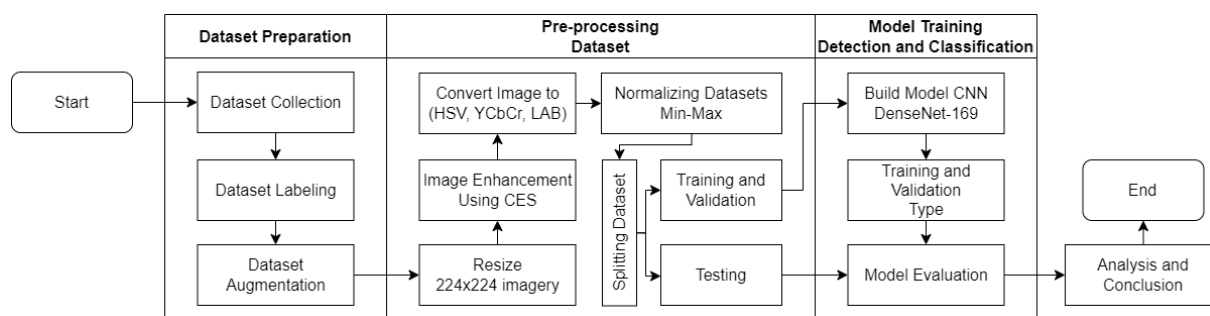 Dataset Preparation
Pre-processing
Dataset
Model Training
Detection and Classification
Start
Dataset Collection
Dataset Labeling
Dataset
Augmentation
Convert Image to
(HSV, YCbCr, LAB)
Image Enhancement
Using CES
Resize
224x224 imagery
Normalizing Datasets
Min-Max
Splitting Dataset
Training and
Validation
Testing
Build Model CNN
DenseNet-169
Training and
Validation
Type
Model Evaluation
End
Analysis and
Conclusion